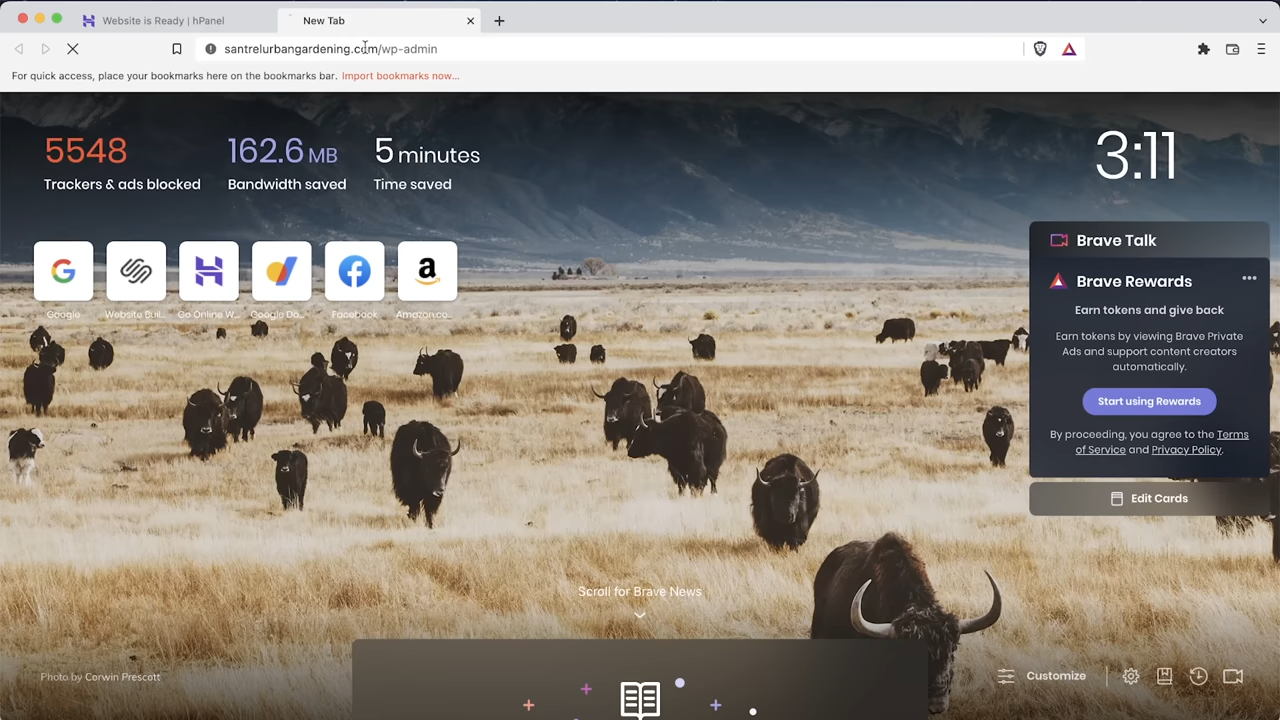 Website is Ready | hPanel
New Tab
santrelurbangardening.com/wp-admin
For quick access, place your bookmarks here on the bookmarks bar. Import bookmarks now...
5548
Trackers & ads blocked
162.6 MB
Bandwidth saved
5 minutes
Time saved
3:11
Google
Website Buil...
Go Online W...
Google Do...
Facebook
Amazon.co...
Brave Talk
Brave Rewards
Earn tokens and give back
Earn tokens by viewing Brave Private
Ads and support content creators
automatically.
Start using Rewards
By proceeding, you agree to the Terms
of Service and Privacy Policy.
Edit Cards
Scroll for Brave News
Photo by Corwin Prescott
Customize